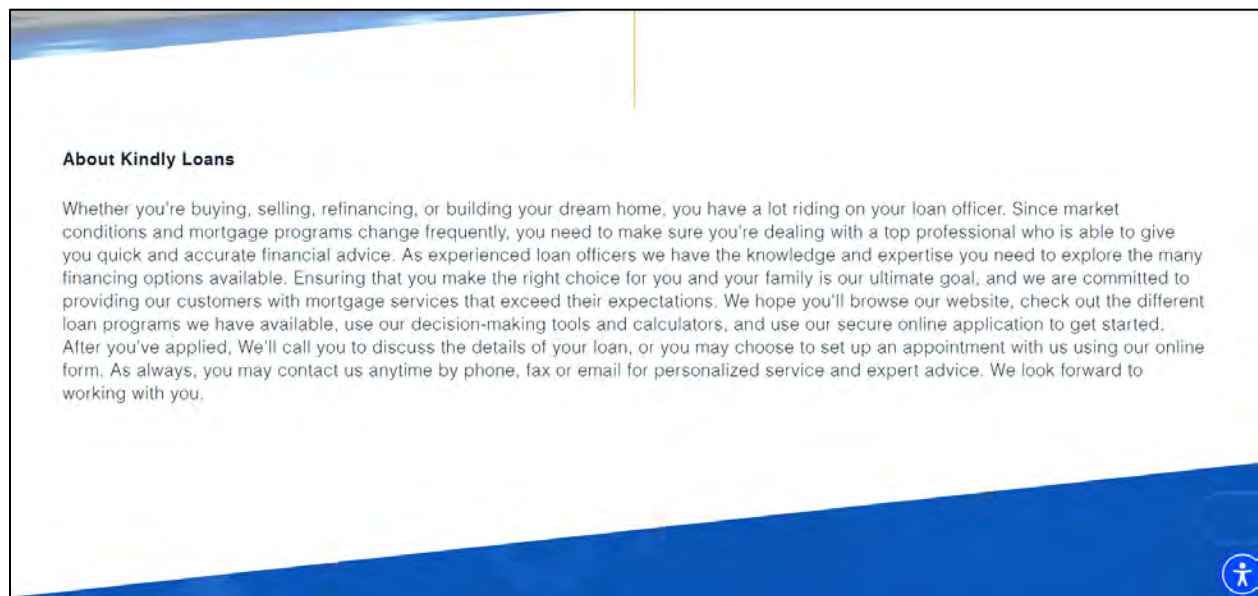 About Kindly Loans
Whether you're buying, selling, refinancing, or building your dream home, you have a lot riding on your loan officer. Since market
conditions and mortgage programs change frequently, you need to make sure you're dealing with a top professional who is able to give
you quick and accurate financial advice. As experienced loan officers we have the knowledge and expertise you need to explore the many
financing options available. Ensuring that you make the right choice for you and your family is our ultimate goal, and we are committed to
providing our customers with mortgage services that exceed their expectations. We hope you'll browse our website, check out the different
loan programs we have available, use our decision-making tools and calculators, and use our secure online application to get started.
After you've applied, We'll call you to discuss the details of your loan, or you may choose to set up an appointment with us using our online
form. As always, you may contact us anytime by phone, fax or email for personalized service and expert advice. We look forward to
working with you.